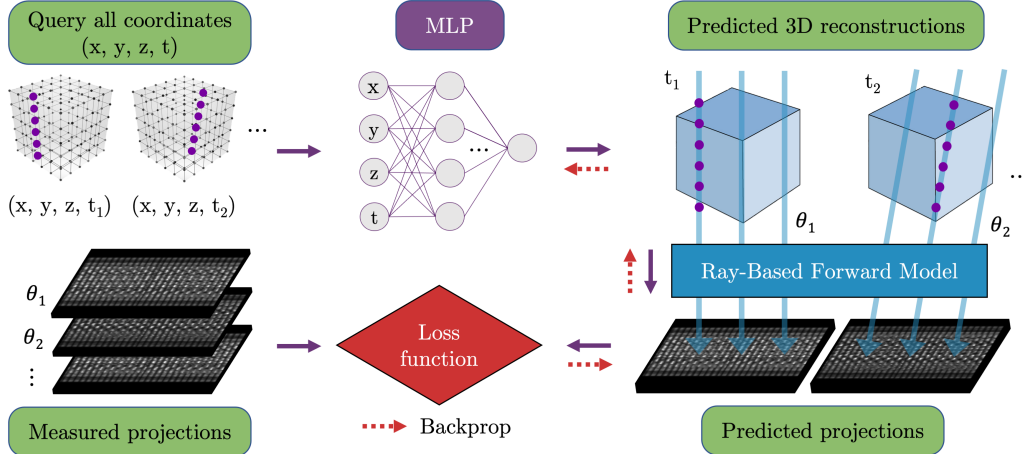 Query all coordinates
(x, y, z, t)
MLP
Predicted 3D reconstructions
x
y
z
t
...
...
(x, y, z, t₁)
(x, y, z, t₂)
t₁
t₂
θ₁
θ₂
..
Ray-Based Forward Model
θ₁
θ₂
⋮
Loss
function
Measured projections
Backprop
Predicted projections